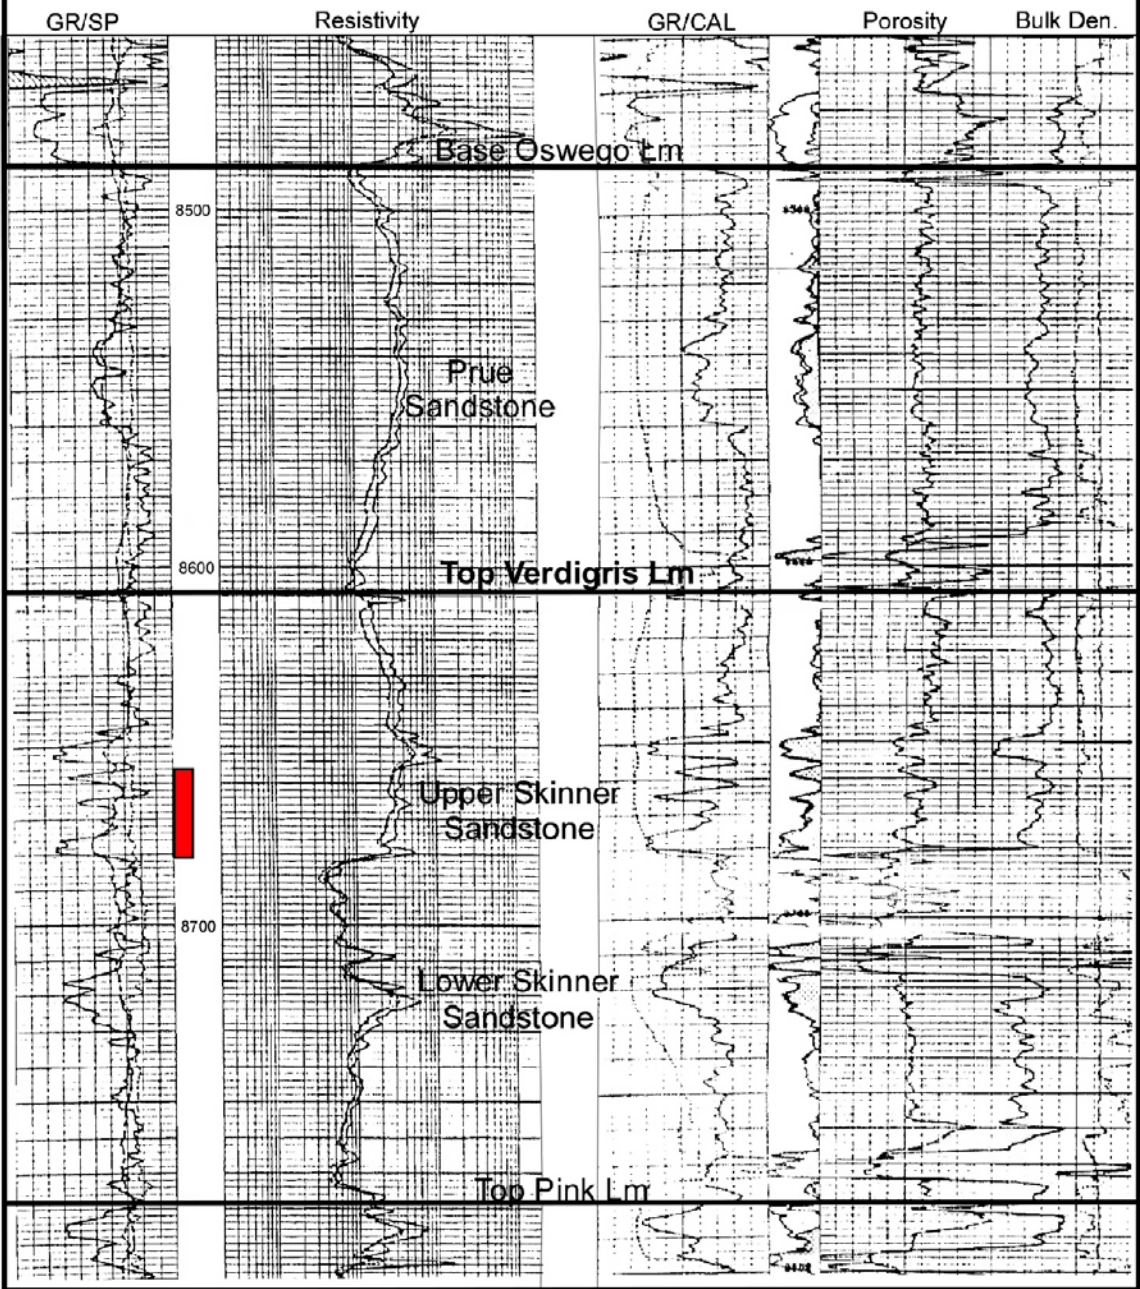 GR/SP Resistivity GR/CAL Porosity Bulk Den.
Base Oswego Lm
8500
Prue
Sandstone
8600
Top Verdigris Lm
Upper Skinner
Sandstone
8700
Lower Skinner
Sandstone
Top Pink Lm